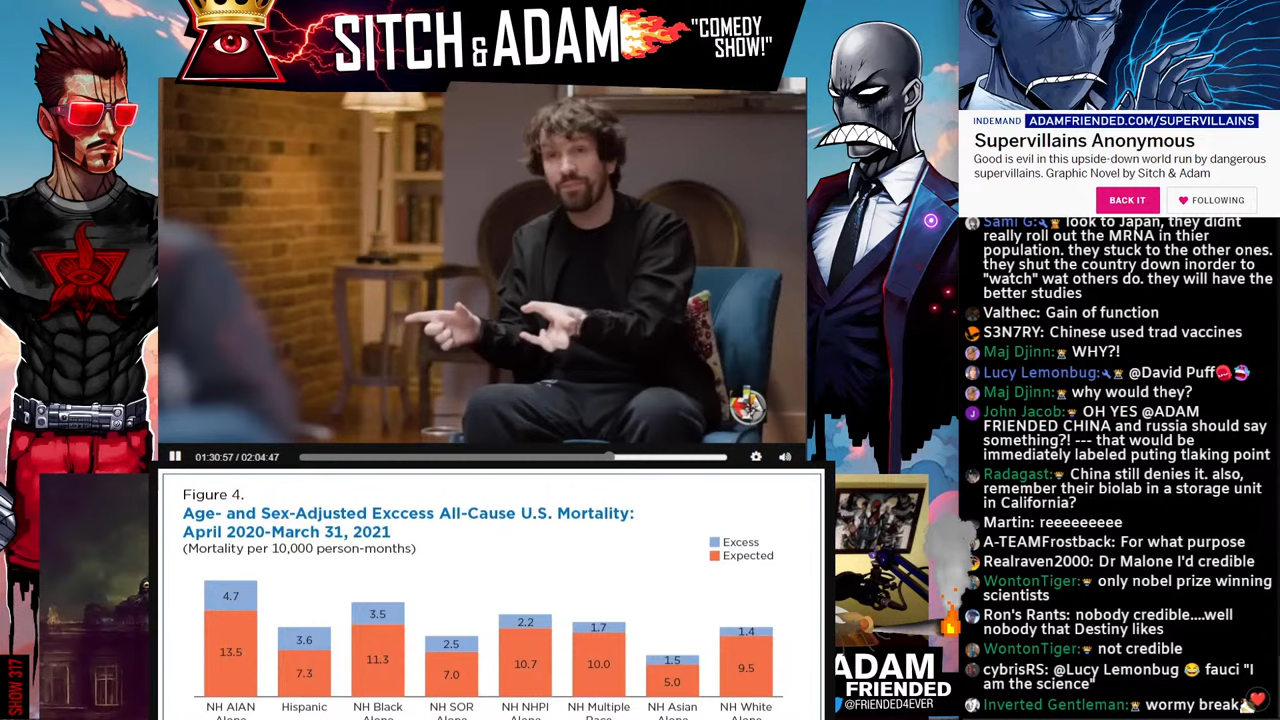 SITCH & ADAM
"COMEDY
SHOW!"
INDEMAND ADAMFRIENDED.COM/SUPERVILLAINS
Supervillains Anonymous
Good is evil in this upside-down world run by dangerous
supervillains. Graphic Novel by Sitch & Adam
BACK IT
FOLLOWING
Sami G: look to Japan, they didnt
really roll out the MRNA in thier
population. they stuck to the other ones.
they shut the country down inorder to
"watch" wat others do. they will have the
better studies
Valthec: Gain of function
S3N7RY: Chinese used trad vaccines
Maj Djinn: WHY?!
Lucy Lemonbug: @David Puff
Maj Djinn: why would they?
J John Jacob: OH YES @ADAM
FRIENDED CHINA and russia should say
something?! --- that would be
immediately labeled puting tlaking point
Radagast: China still denies it. also,
remember their biolab in a storage unit
in California?
Martin: reeeeeeeee
A-TEAMFrostback: For what purpose
Realraven2000: Dr Malone I'd credible
WontonTiger: only nobel prize winning
scientists
Ron's Rants: nobody credible....well
nobody that Destiny likes
WontonTiger: not credible
cybrisRS: @Lucy Lemonbug fauci "I
am the science"
Inverted Gentleman: wormy break
01:30:57 / 02:04:47
Figure 4.
Age- and Sex-Adjusted Exccess All-Cause U.S. Mortality:
April 2020-March 31, 2021
(Mortality per 10,000 person-months)
Excess
Expected
4.7
13.5
3.6
7.3
3.5
11.3
2.5
7.0
2.2
10.7
1.7
10.0
1.5
5.0
1.4
9.5
NH AIAN Hispanic NH Black NH SOR NH NHPI NH Multiple NH Asian NH White
Alone Alone Alone Alone Race Alone Alone
SHOW 317
ADAM
FRIENDED
@FRIENDED4EVER